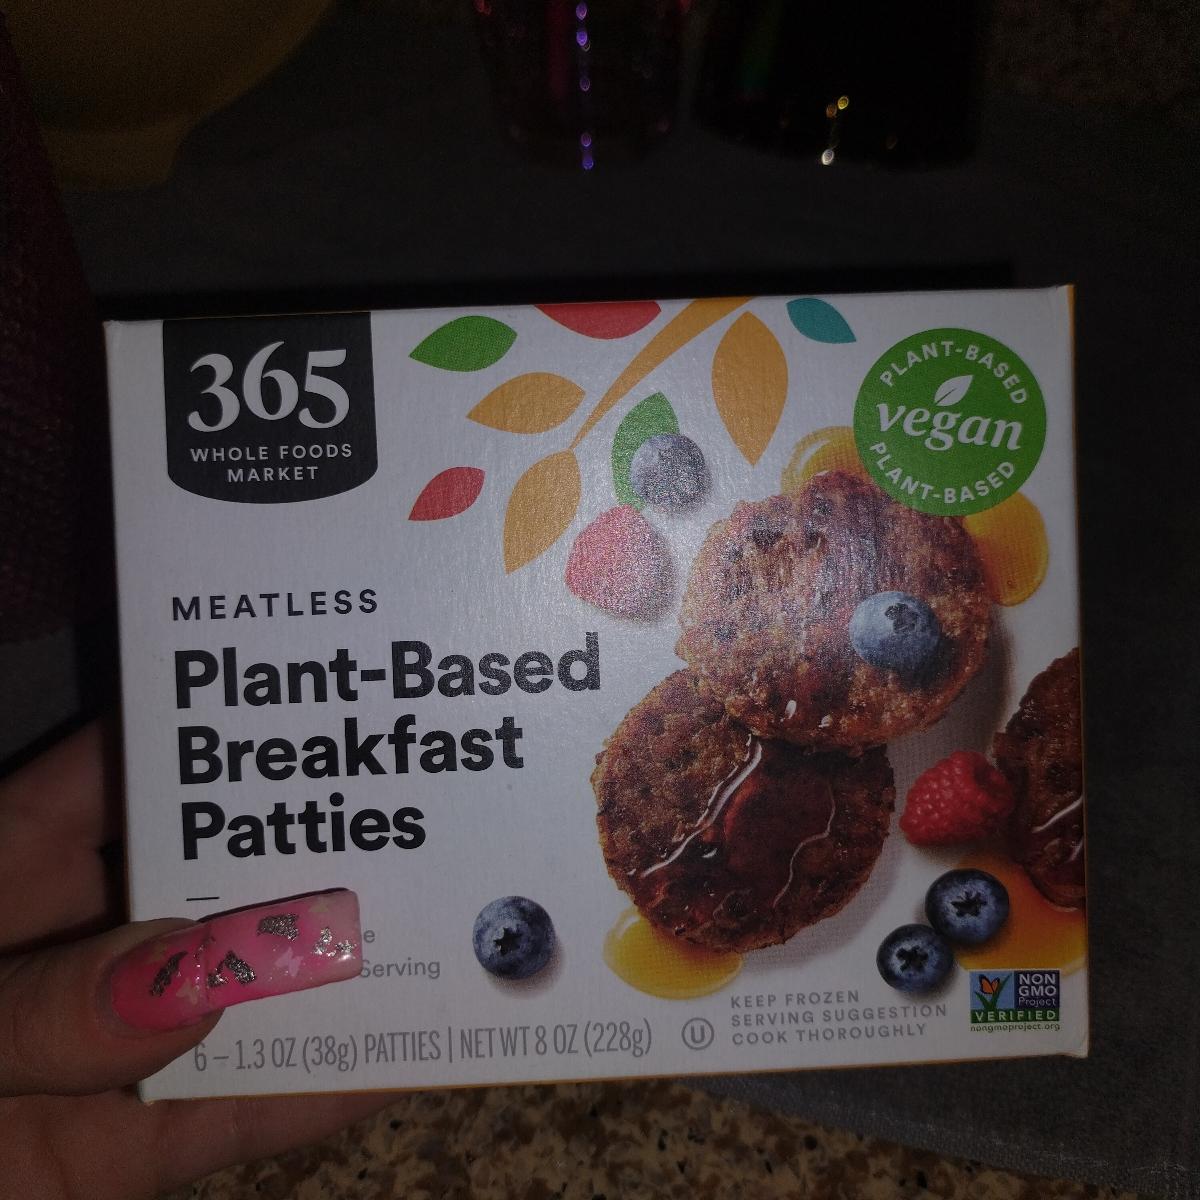 365
WHOLE FOODS
MARKET
PLANT-BASED
vegan
PLANT-BASED
MEATLESS
Plant-Based
Breakfast
Patties
e
Serving
6 – 1.3 OZ (38g) PATTIES | NET WT 8 OZ (228g)
U
KEEP FROZEN
SERVING SUGGESTION
COOK THOROUGHLY
NON
GMO
Project
VERIFIED
nongmoproject.org